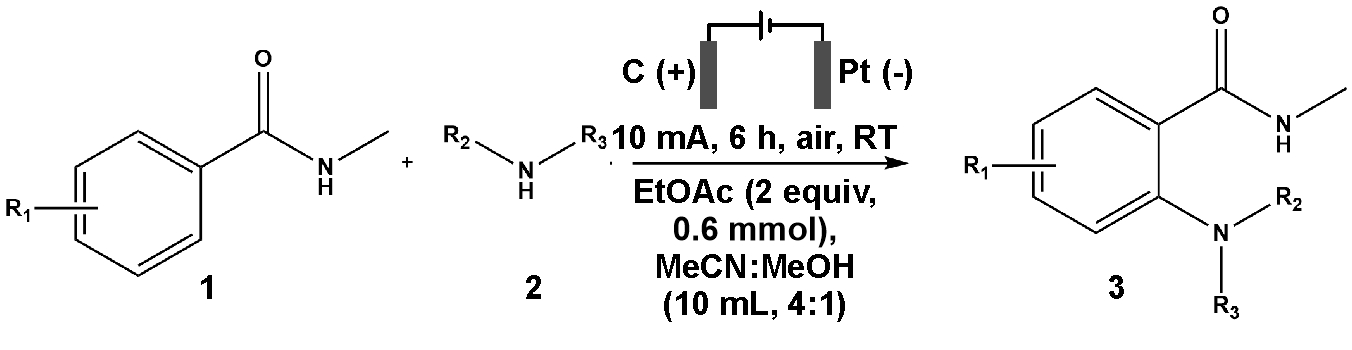 C (+) Pt (-)
O
N
H
R1
1
+
R2
R3
N
H
2
10 mA, 6 h, air, RT
EtOAc (2 equiv,
0.6 mmol),
MeCN:MeOH
(10 mL, 4:1)
O
N
H
R1
N
R2
R3
3